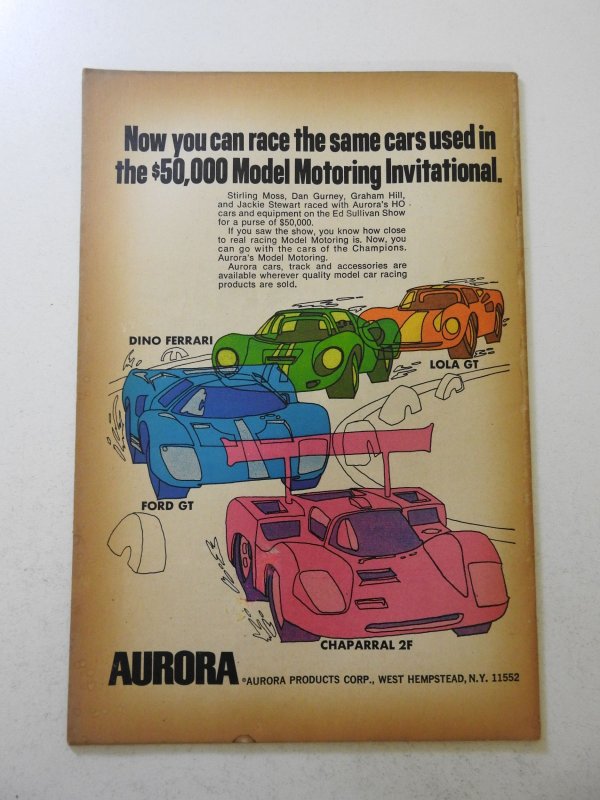 Now you can race the same cars used in
the $50,000 Model Motoring Invitational.
Stirling Moss, Dan Gurney, Graham Hill,
and Jackie Stewart raced with Aurora's HO
cars and equipment on the Ed Sullivan Show
for a purse of $50,000.
If you saw the show, you know how close
to real racing Model Motoring is. Now, you
can go with the cars of the Champions.
Aurora's Model Motoring.
Aurora cars, track and accessories are
available wherever quality model car racing
products are sold.
DINO FERRARI
LOLA GT
FORD GT
CHAPARRAL 2F
AURORA ©AURORA PRODUCTS CORP., WEST HEMPSTEAD, N.Y. 11552